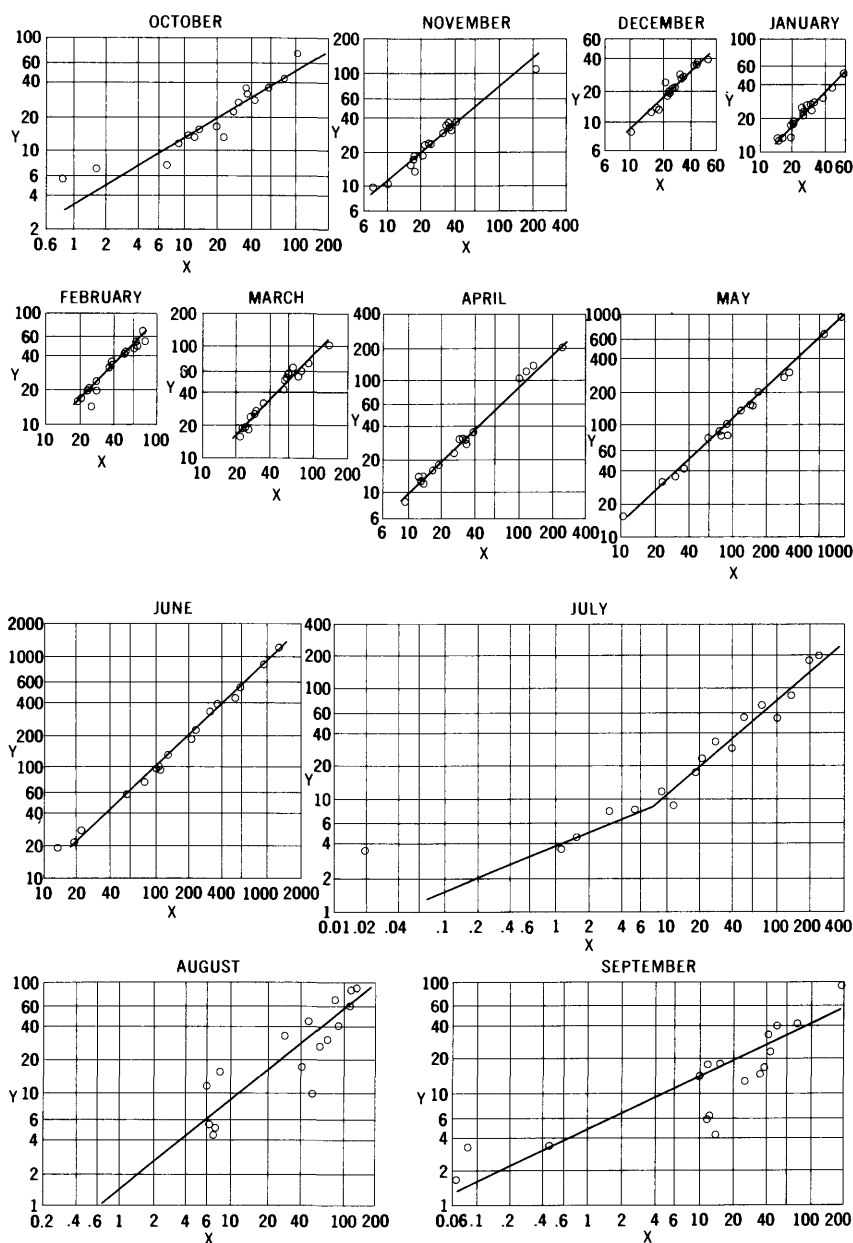 OCTOBER
100
60
40
20
Y
10
6
4
2
0.6 1 2 4 6 10 20 40 100 200
X
NOVEMBER
200
100
60
40
Y
20
10
6
6 10 20 40 100 200 400
X
DECEMBER
60
40
Y
20
10
6
6 10 20 60
X
JANUARY
100
60
40
Y
20
10
10 20 40 60
X
FEBRUARY
100
60
40
Y
20
10
10 20 40 100
X
MARCH
200
100
60
Y
40
20
10
10 20 40 100 200
X
APRIL
400
200
100
60
Y
40
20
10
6
4 6 10 20 40 100 200 400
X
MAY
1000
600
400
200
100
Y
60
40
20
10
10 20 40 100 200 400 1000
X
JUNE
2000
1000
600
400
200
Y
100
60
40
20
10
10 20 40 100 200 400 1000 2000
X
JULY
400
200
100
60
40
Y
20
10
6
4
2
1
0.01 .02 .04 .1 .2 .4 .6 1 2 4 6 10 20 40 100 200 400
X
AUGUST
100
60
40
20
Y
10
6
4
2
1
0.2 .4 .6 1 2 4 6 10 20 40 100 200
X
SEPTEMBER
100
60
40
20
Y
10
6
4
2
1
0.06 .1 .2 .4 .6 1 2 4 6 10 20 40 100 200
X